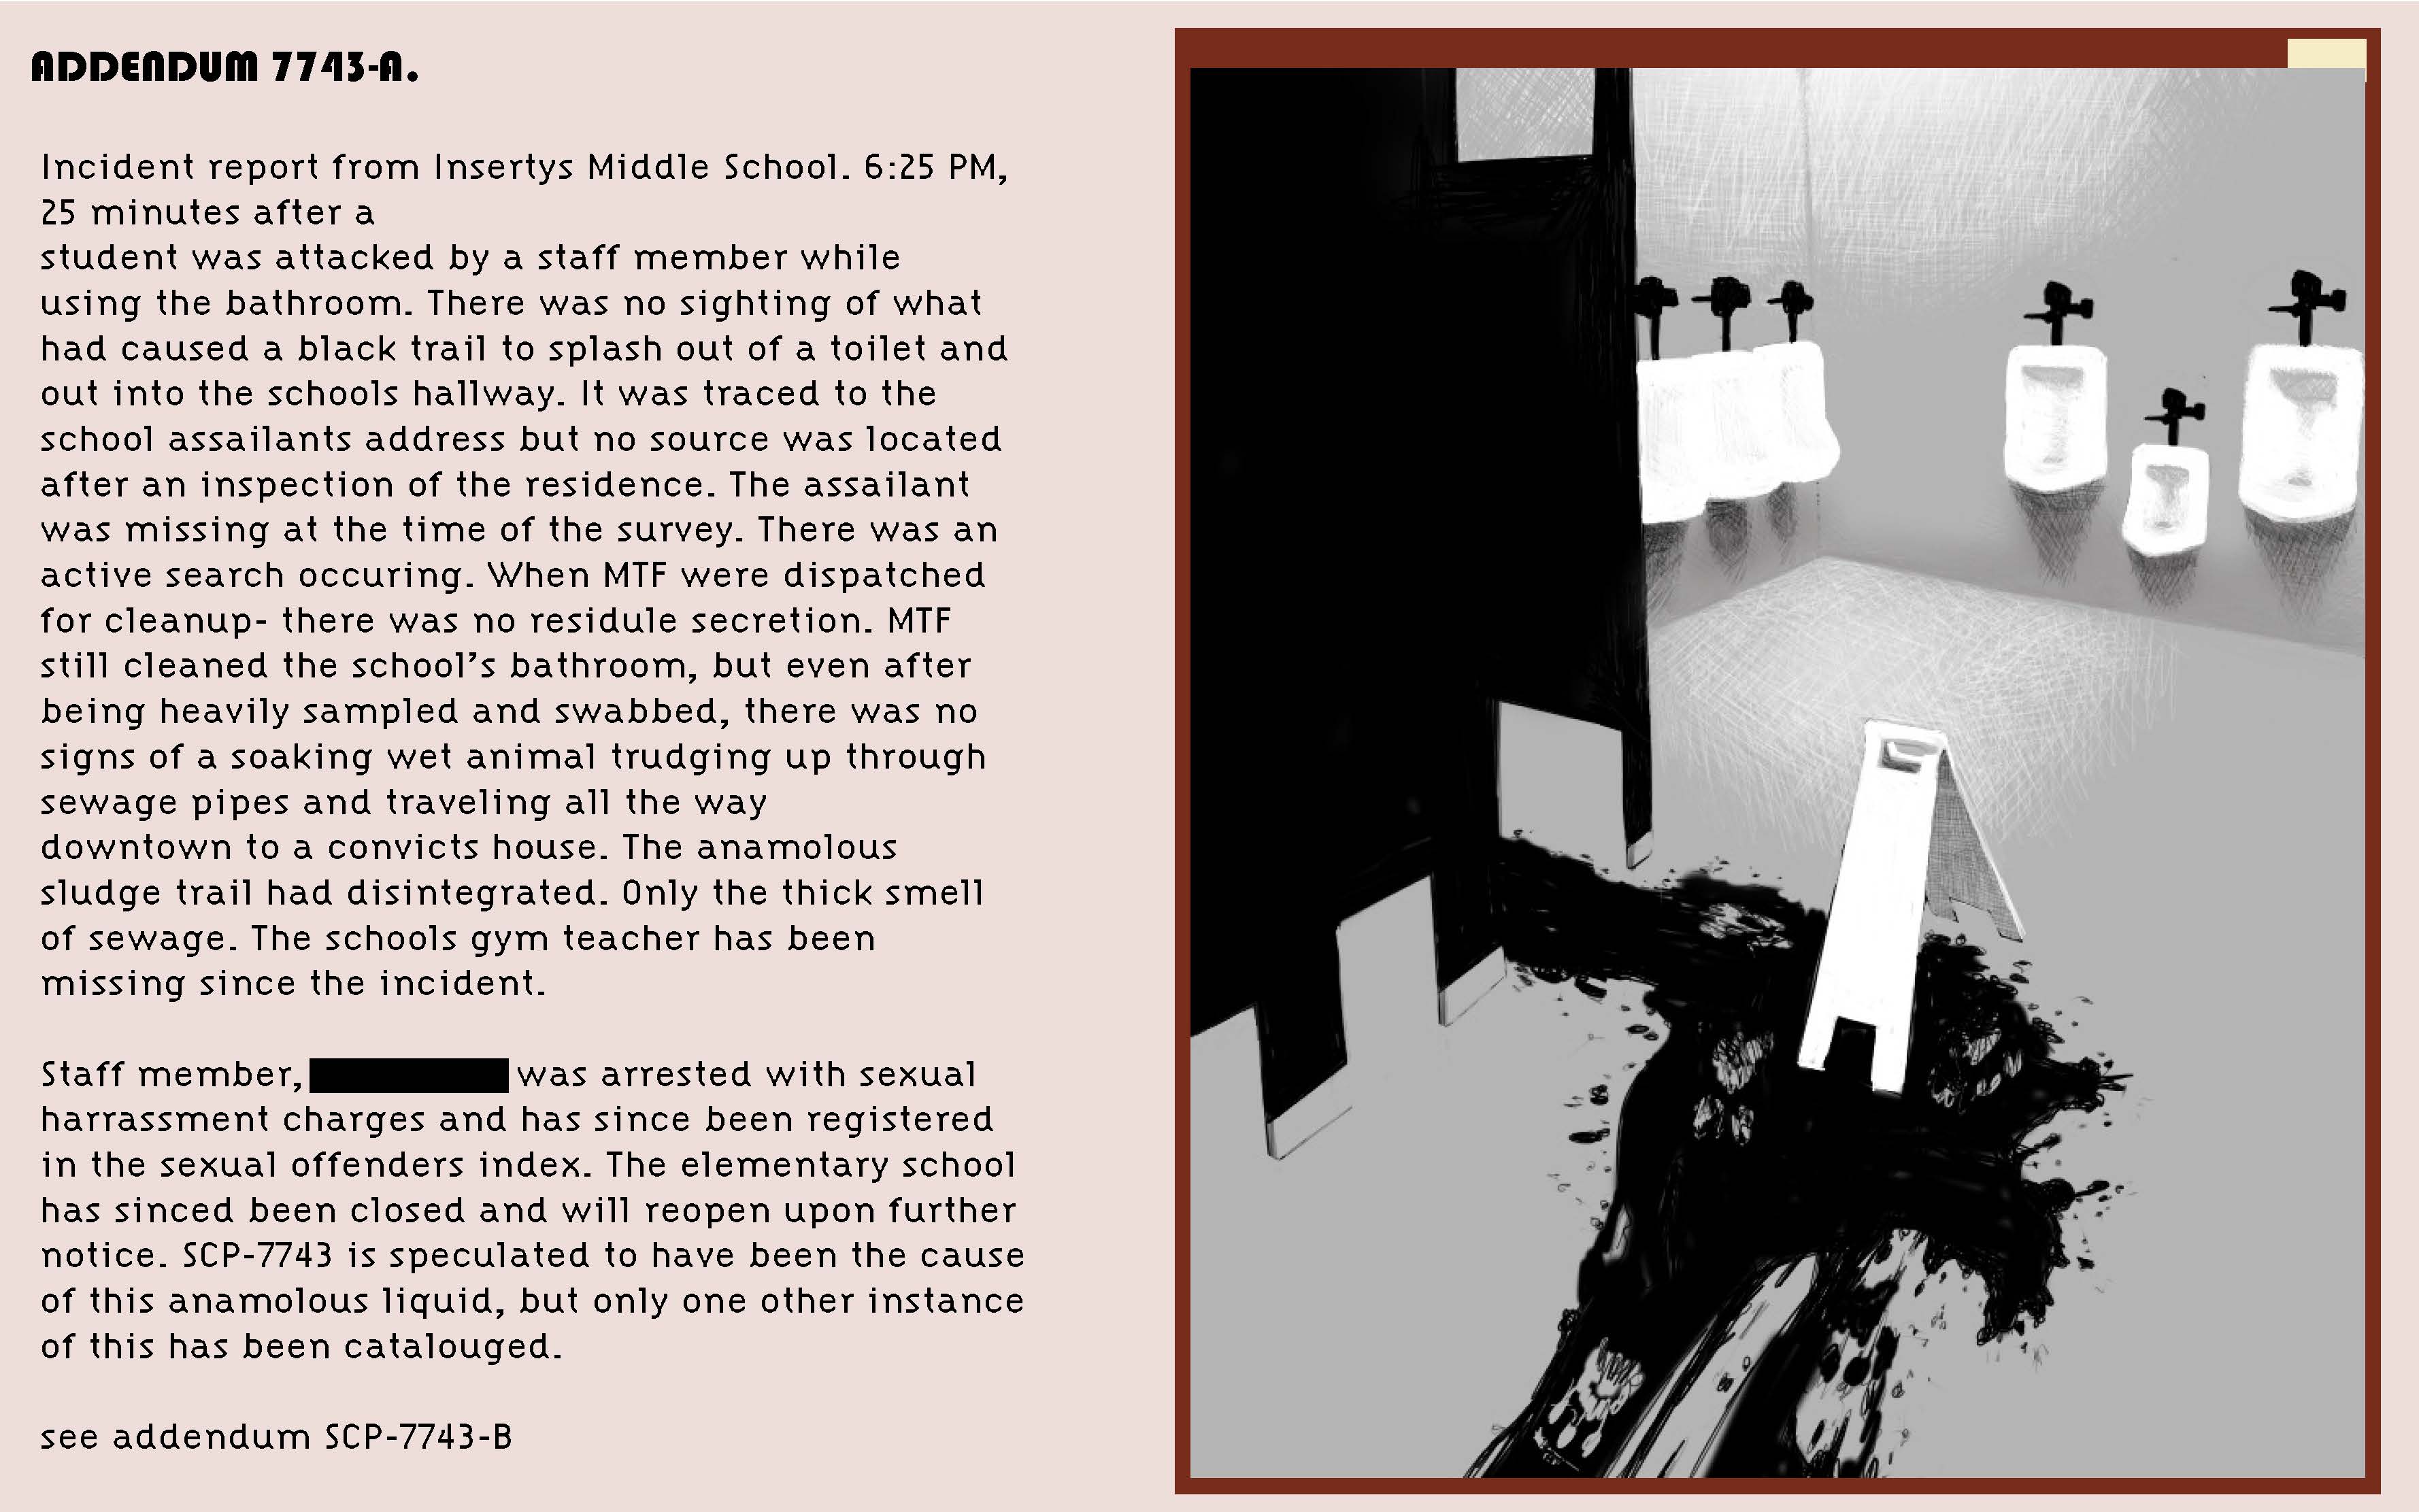 ADDENDUM 7743-A.
Incident report from Insertys Middle School. 6:25 PM,
25 minutes after a
student was attacked by a staff member while
using the bathroom. There was no sighting of what
had caused a black trail to splash out of a toilet and
out into the schools hallway. It was traced to the
school assailants address but no source was located
after an inspection of the residence. The assailant
was missing at the time of the survey. There was an
active search occuring. When MTF were dispatched
for cleanup- there was no residule secretion. MTF
still cleaned the school's bathroom, but even after
being heavily sampled and swabbed, there was no
signs of a soaking wet animal trudging up through
sewage pipes and traveling all the way
downtown to a convicts house. The anamolous
sludge trail had disintegrated. Only the thick smell
of sewage. The schools gym teacher has been
missing since the incident.
Staff member, was arrested with sexual
harrassment charges and has since been registered
in the sexual offenders index. The elementary school
has sinced been closed and will reopen upon further
notice. SCP-7743 is speculated to have been the cause
of this anamolous liquid, but only one other instance
of this has been catalouged.
see addendum SCP-7743-B